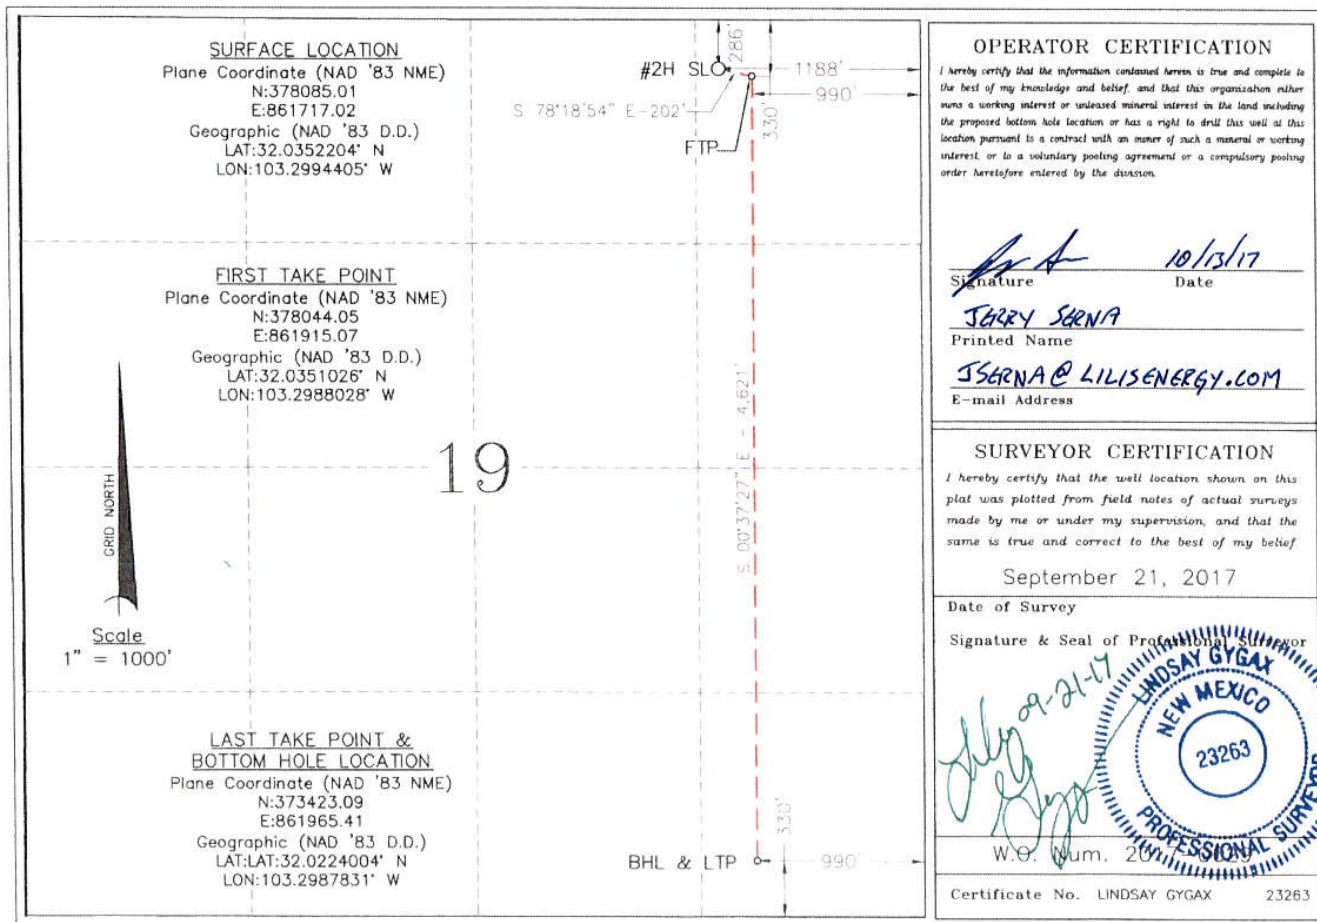 SURFACE LOCATION
Plane Coordinate (NAD '83 NME)
N:378085.01
E:861717.02
Geographic (NAD '83 D.D.)
LAT:32.0352204° N
LON:103.2994405° W
FIRST TAKE POINT
Plane Coordinate (NAD '83 NME)
N:378044.05
E:861915.07
Geographic (NAD '83 D.D.)
LAT:32.0351026° N
LON:103.2988028° W
GRID NORTH
Scale
1" = 1000'
LAST TAKE POINT &
BOTTOM HOLE LOCATION
Plane Coordinate (NAD '83 NME)
N:373423.09
E:861965.41
Geographic (NAD '83 D.D.)
LAT:LAT:32.0224004° N
LON:103.2987831° W
19
286'
#2H SL
1188'
990'
S 78°18'54" E-202'
330'
FTP
S 00°37'27" E - 4,621'
330'
BHL & LTP
990'
OPERATOR CERTIFICATION
I hereby certify that the information contained herein is true and complete to
the best of my knowledge and belief, and that this organization either
owns a working interest or unleased mineral interest in the land including
the proposed bottom hole location or has a right to drill this well at this
location pursuant to a contract with an owner of such a mineral or working
interest, or to a voluntary pooling agreement or a compulsory pooling
order heretofore entered by the division.
10/13/17
Signature Date
JERRY SERNA
Printed Name
JSERNA@LILISENERGY.COM
E-mail Address
SURVEYOR CERTIFICATION
I hereby certify that the well location shown on this
plat was plotted from field notes of actual surveys
made by me or under my supervision, and that the
same is true and correct to the best of my belief.
September 21, 2017
Date of Survey
Signature & Seal of Professional Surveyor
09-21-17
LINDSAY GYGAX
NEW MEXICO
23263
PROFESSIONAL SURVEYOR
W.O. Num.
Certificate No. LINDSAY GYGAX 23263